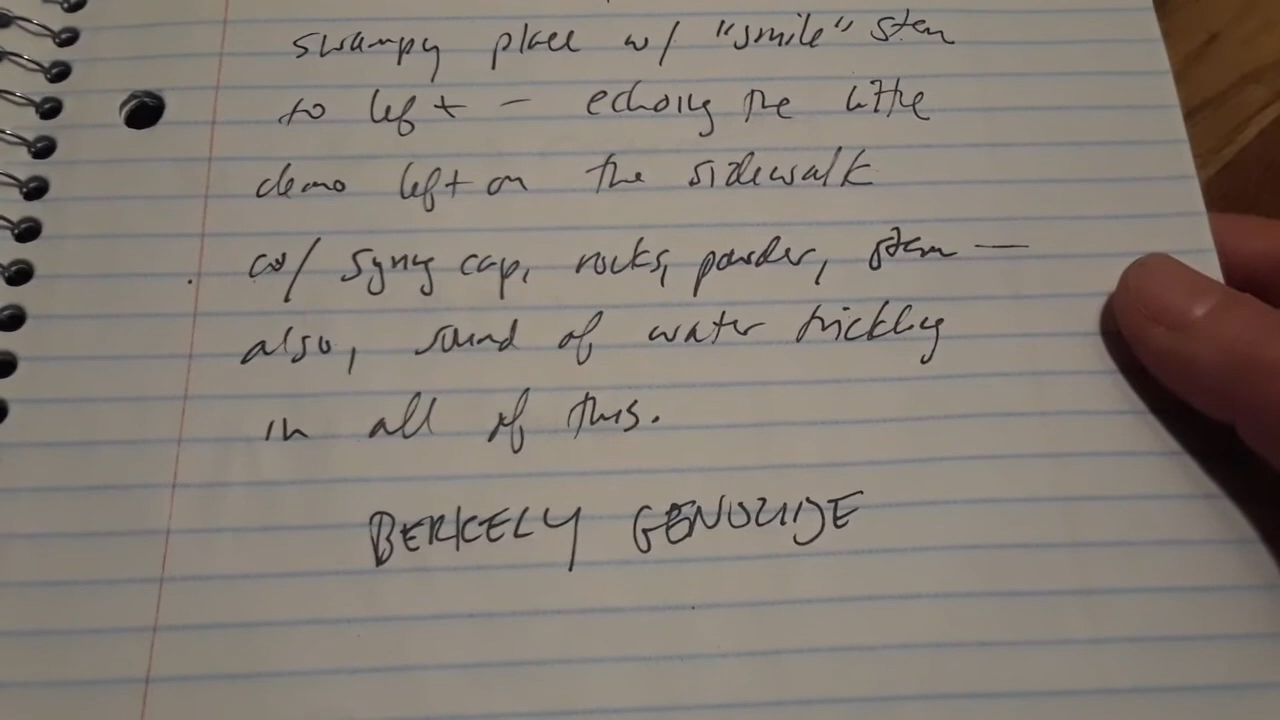 swampy place w/ "smile" stem
to left — echoing the little
demo left on the sidewalk
w/ syrng cap, rocks, powder, stem —
also, sound of water trickling
in all of this.
BERKELY GENOCIDE